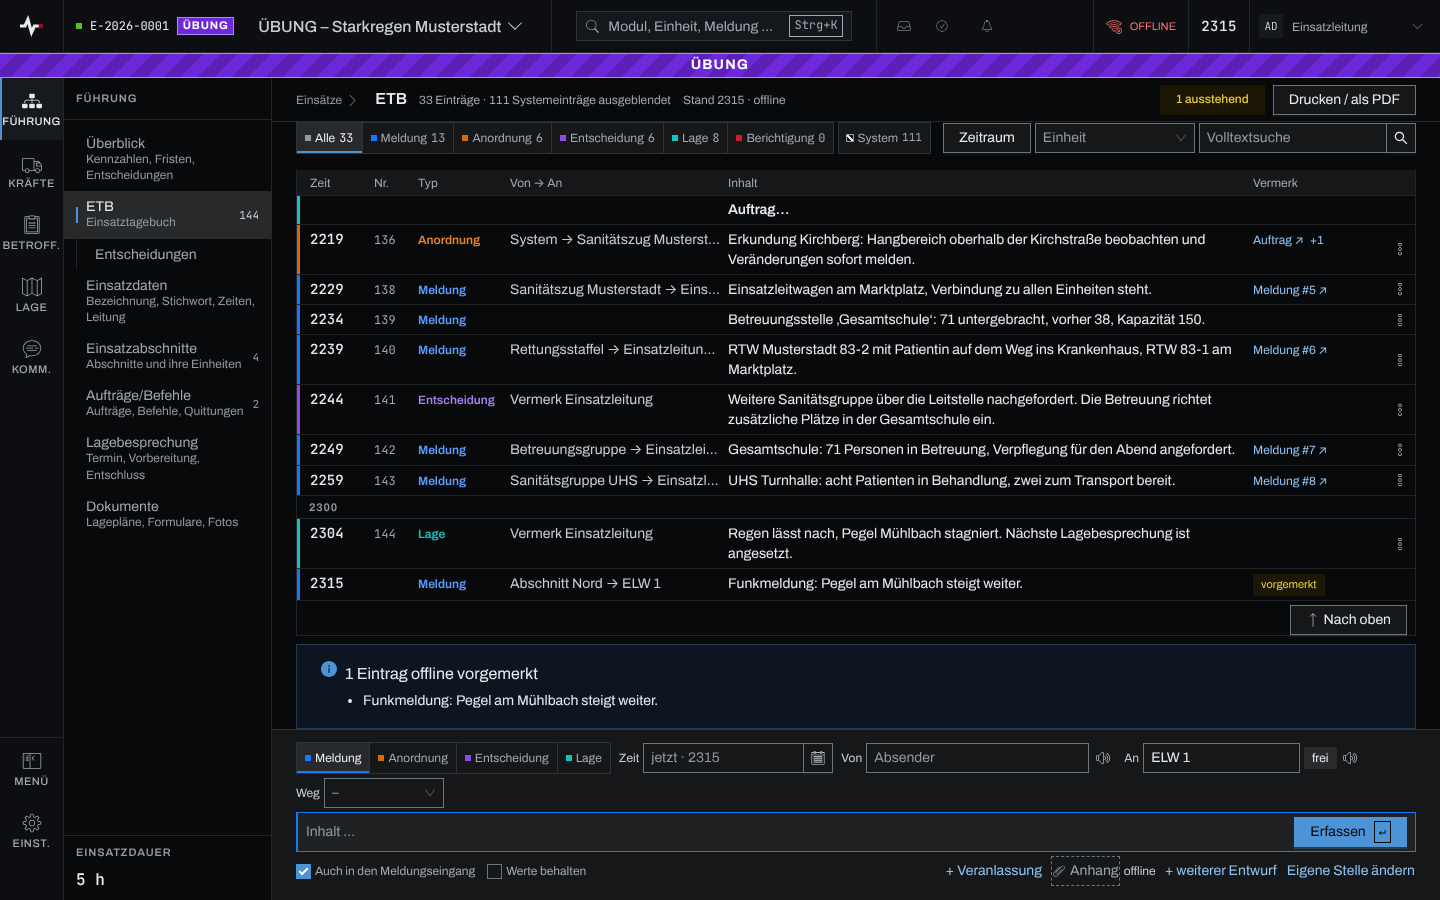 E-2026-0001 ÜBUNG ÜBUNG – Starkregen Musterstadt Modul, Einheit, Meldung ... Strg+K OFFLINE 2315 AD Einsatzleitung
ÜBUNG
FÜHRUNG
KRÄFTE
BETROFF.
LAGE
KOMM.
MENÜ
EINST.
FÜHRUNG
Überblick
Kennzahlen, Fristen,
Entscheidungen
ETB
Einsatztagebuch 144
Entscheidungen
Einsatzdaten
Bezeichnung, Stichwort, Zeiten,
Leitung
Einsatzabschnitte
Abschnitte und ihre Einheiten 4
Aufträge/Befehle
Aufträge, Befehle, Quittungen 2
Lagebesprechung
Termin, Vorbereitung,
Entschluss
Dokumente
Lagepläne, Formulare, Fotos
EINSATZDAUER
5 h
Einsätze ETB 33 Einträge · 111 Systemeinträge ausgeblendet Stand 2315 · offline 1 ausstehend Drucken / als PDF
Alle 33 Meldung 13 Anordnung 6 Entscheidung 6 Lage 8 Berichtigung 0 System 111 Zeitraum Einheit Volltextsuche
Zeit Nr. Typ Von → An Inhalt Vermerk
Auftrag...
2219 136 Anordnung System → Sanitätszug Musterst... Erkundung Kirchberg: Hangbereich oberhalb der Kirchstraße beobachten und Auftrag ↗ +1
Veränderungen sofort melden.
2229 138 Meldung Sanitätszug Musterstadt → Eins... Einsatzleitwagen am Marktplatz, Verbindung zu allen Einheiten steht. Meldung #5 ↗
2234 139 Meldung Betreuungsstelle ‚Gesamtschule‘: 71 untergebracht, vorher 38, Kapazität 150.
2239 140 Meldung Rettungsstaffel → Einsatzleitun... RTW Musterstadt 83-2 mit Patientin auf dem Weg ins Krankenhaus, RTW 83-1 am Meldung #6 ↗
Marktplatz.
2244 141 Entscheidung Vermerk Einsatzleitung Weitere Sanitätsgruppe über die Leitstelle nachgefordert. Die Betreuung richtet
zusätzliche Plätze in der Gesamtschule ein.
2249 142 Meldung Betreuungsgruppe → Einsatzlei... Gesamtschule: 71 Personen in Betreuung, Verpflegung für den Abend angefordert. Meldung #7 ↗
2259 143 Meldung Sanitätsgruppe UHS → Einsatzl... UHS Turnhalle: acht Patienten in Behandlung, zwei zum Transport bereit. Meldung #8 ↗
2300
2304 144 Lage Vermerk Einsatzleitung Regen lässt nach, Pegel Mühlbach stagniert. Nächste Lagebesprechung ist
angesetzt.
2315 Meldung Abschnitt Nord → ELW 1 Funkmeldung: Pegel am Mühlbach steigt weiter. vorgemerkt
↑ Nach oben
1 Eintrag offline vorgemerkt
• Funkmeldung: Pegel am Mühlbach steigt weiter.
Meldung Anordnung Entscheidung Lage Zeit jetzt · 2315 Von Absender An ELW 1 frei
Weg –
Inhalt ... Erfassen ↵
Auch in den Meldungseingang Werte behalten + Veranlassung Anhang offline + weiterer Entwurf Eigene Stelle ändern